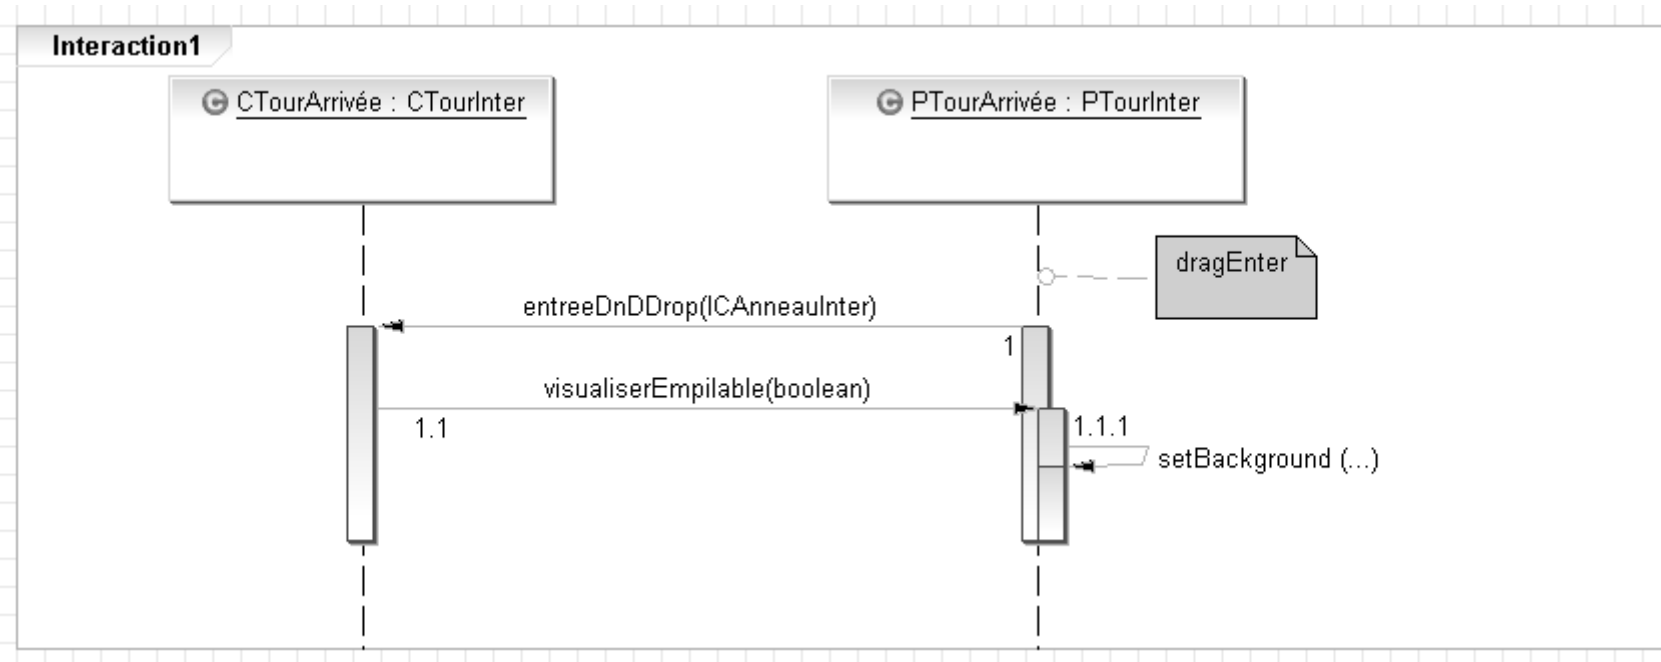 Interaction1
CTourArrivée : CTourInter
PTourArrivée : PTourInter
dragEnter
entreeDnDDrop(ICAnneauInter)
1
visualiserEmpilable(boolean)
1.1
1.1.1
setBackground (...)